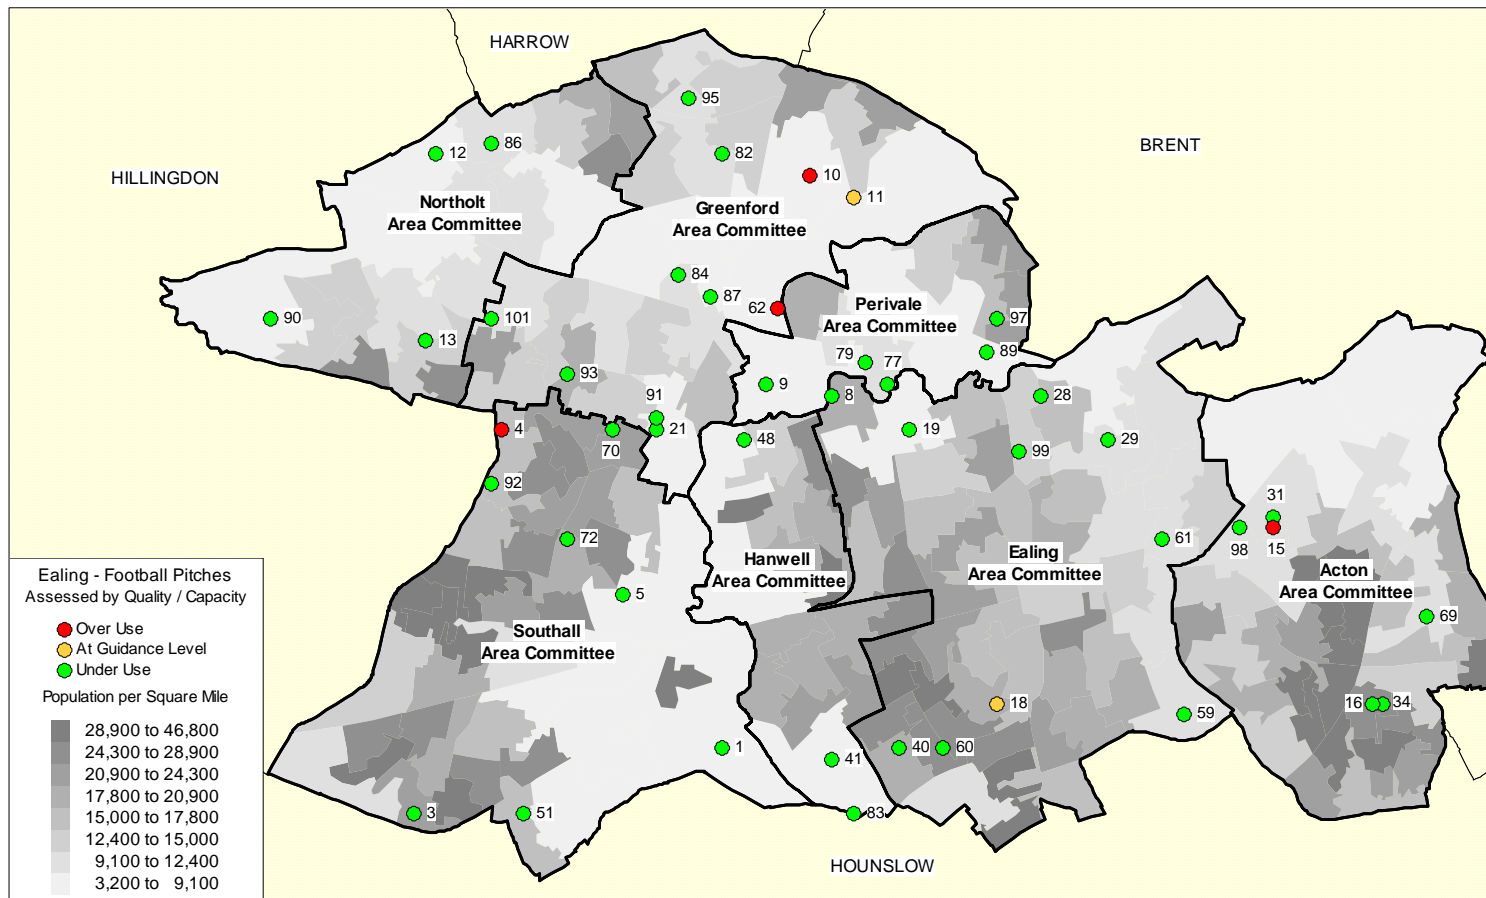 HARROW
BRENT
HILLINGDON
HOUNSLOW
95
86
12
82
10
11
Northolt
Area Committee
Greenford
Area Committee
84
87
62
Perivale
Area Committee
97
90
101
13
89
79
77
93
9
8
28
91
4
70
21
48
19
29
99
92
31
98
15
72
61
Hanwell
Area Committee
Ealing
Area Committee
Acton
Area Committee
5
69
Southall
Area Committee
18
16
34
59
1
40
60
41
3
51
83
Ealing - Football Pitches
Assessed by Quality / Capacity
Over Use
At Guidance Level
Under Use
Population per Square Mile
28,900 to 46,800
24,300 to 28,900
20,900 to 24,300
17,800 to 20,900
15,000 to 17,800
12,400 to 15,000
9,100 to 12,400
3,200 to 9,100